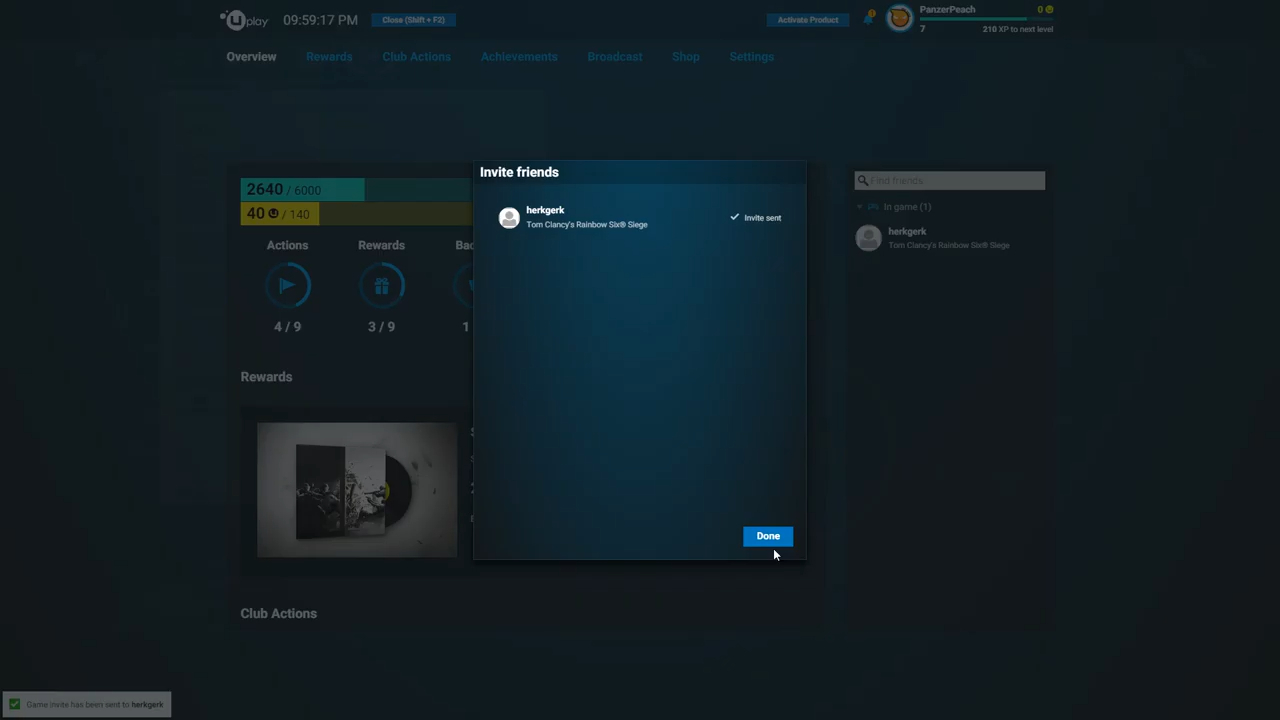 Uplay 09:59:17 PM Close (Shift + F2) Activate Product 1 PanzerPeach 0
7 210 XP to next level
Overview Rewards Club Actions Achievements Broadcast Shop Settings
Invite friends
herkgerk
Tom Clancy's Rainbow Six® Siege
Invite sent
Done
2640 / 6000
40 / 140
Actions Rewards
4 / 9 3 / 9 1
Rewards
Club Actions
Find friends
In game (1)
herkgerk
Tom Clancy's Rainbow Six® Siege
Game invite has been sent to herkgerk